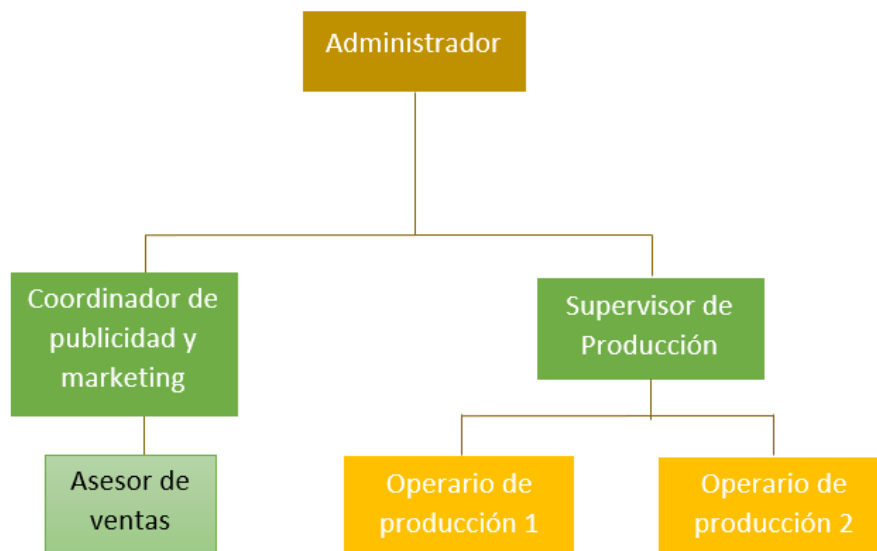 Administrador
Coordinador de
publicidad y
marketing
Supervisor de
Producción
Asesor de
ventas
Operario de
producción 1
Operario de
producción 2